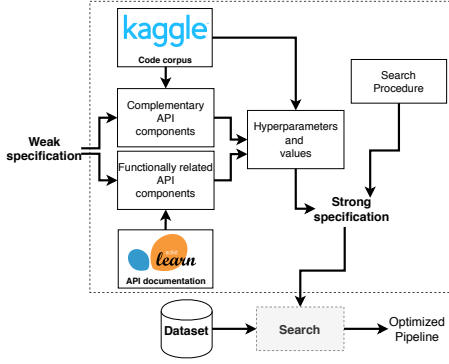 kaggle
Code corpus
Search
Procedure
Complementary
API
components
Hyperparameters
and
values
Weak
specification
Functionally related
API
components
Strong
specification
scikit
learn
API documentation
Dataset
Search
Optimized
Pipeline